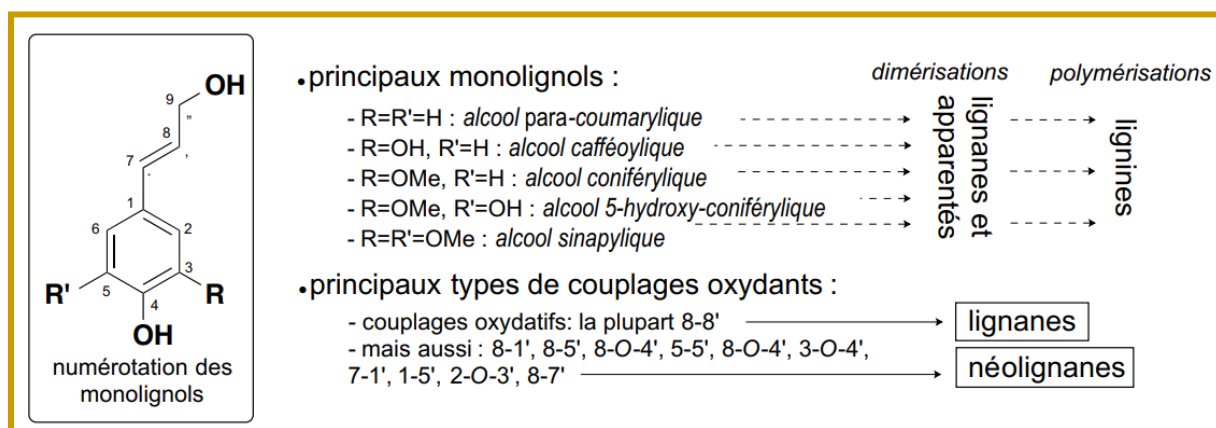 OH
9
"
8
'
7
.
1
6
2
3
R'
5
4
R
OH
numérotation des
monolignols
•principaux monolignols :
- R=R'=H : alcool para-coumarylique
- R=OH, R'=H : alcool cafféoylique
- R=OMe, R'=H : alcool coniférylique
- R=OMe, R'=OH : alcool 5-hydroxy-coniférylique
- R=R'=OMe : alcool sinapylique
dimérisations
polymérisations
lignanes et
apparentés
lignines
•principaux types de couplages oxydants :
- couplages oxydatifs: la plupart 8-8'
lignanes
- mais aussi : 8-1', 8-5', 8-O-4', 5-5', 8-O-4', 3-O-4',
7-1', 1-5', 2-O-3', 8-7'
néolignanes